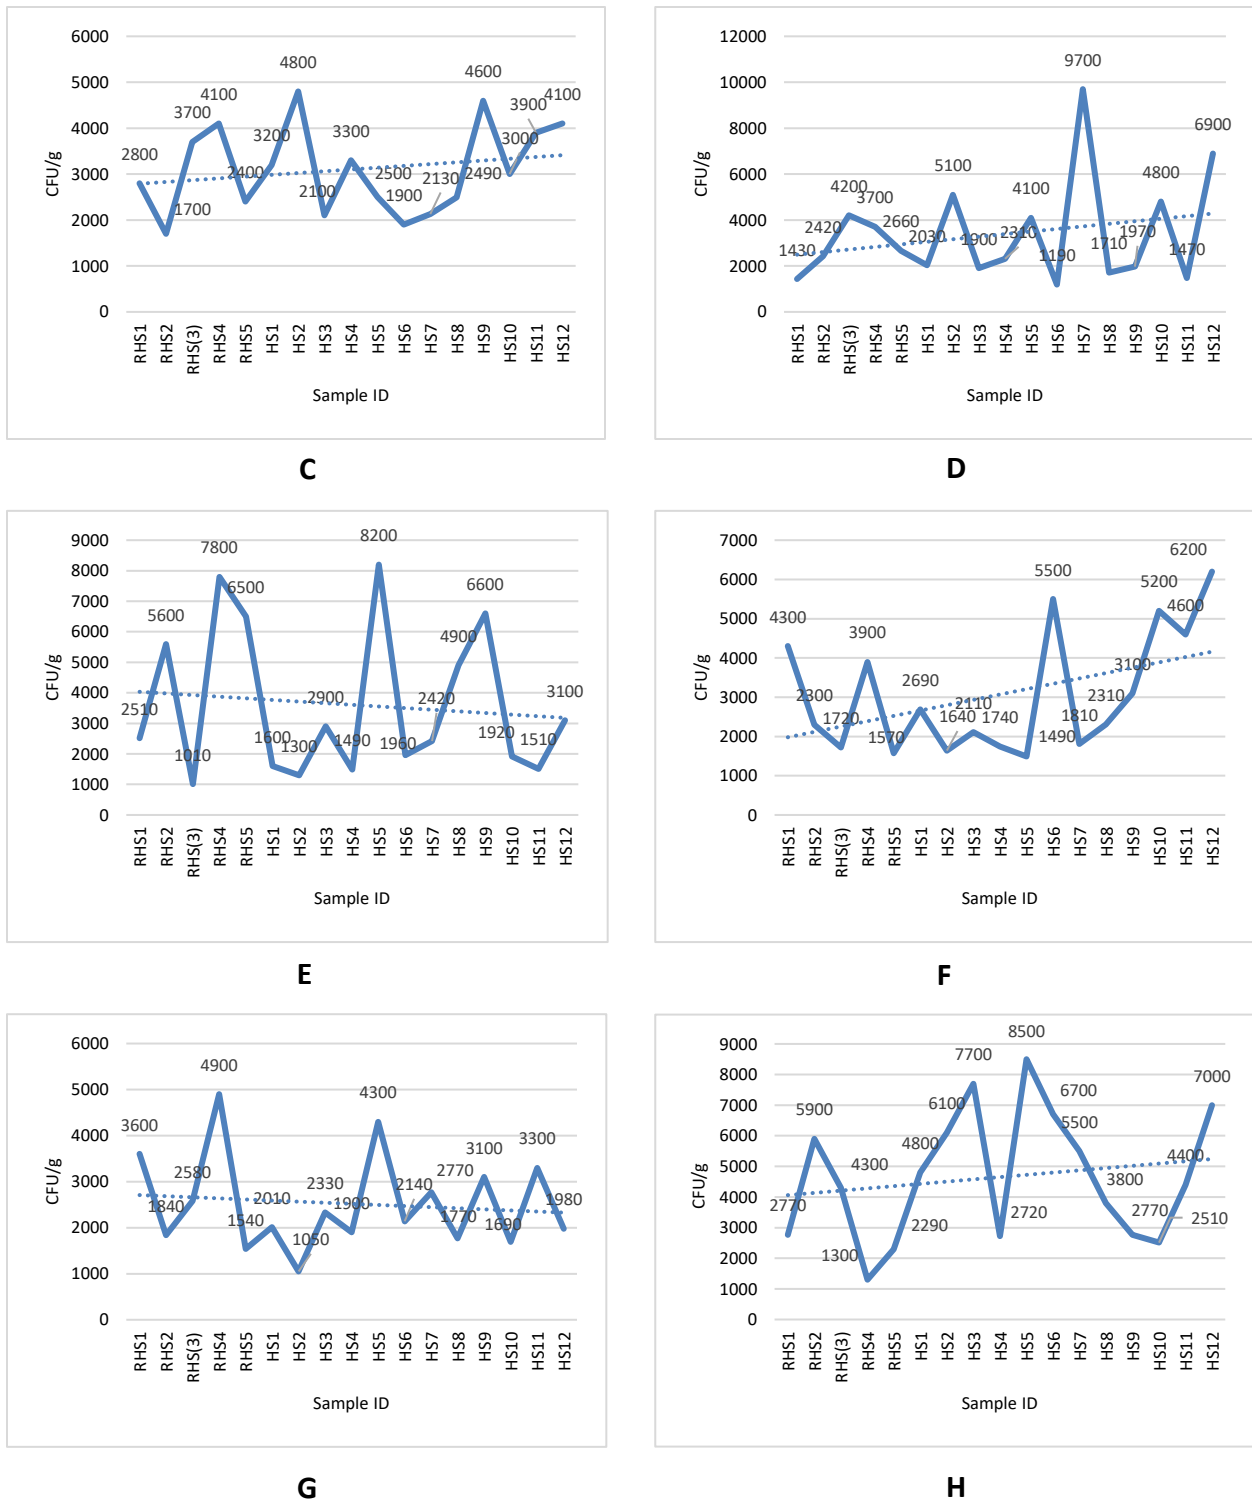 6000
5000
4000
3000
2000
1000
0
CFU/g
2800
1700
3700
4100
2400
3200
4800
2100
3300
2500
1900
2130
2490
4600
3000
3900
4100
RHS1
RHS2
RHS(3)
RHS4
RHS5
HS1
HS2
HS3
HS4
HS5
HS6
HS7
HS8
HS9
HS10
HS11
HS12
Sample ID
C
12000
10000
8000
6000
4000
2000
0
CFU/g
1430
2420
4200
3700
2660
2030
5100
1900
2310
4100
1190
9700
1710
1970
4800
1470
6900
RHS1
RHS2
RHS(3)
RHS4
RHS5
HS1
HS2
HS3
HS4
HS5
HS6
HS7
HS8
HS9
HS10
HS11
HS12
Sample ID
D
9000
8000
7000
6000
5000
4000
3000
2000
1000
0
CFU/g
2510
5600
1010
7800
6500
1600
1300
2900
1490
8200
1960
2420
4900
6600
1920
1510
3100
RHS1
RHS2
RHS(3)
RHS4
RHS5
HS1
HS2
HS3
HS4
HS5
HS6
HS7
HS8
HS9
HS10
HS11
HS12
Sample ID
E
7000
6000
5000
4000
3000
2000
1000
0
CFU/g
4300
2300
1720
3900
1570
2690
1640
2110
1740
1490
5500
1810
2310
3100
5200
4600
6200
RHS1
RHS2
RHS(3)
RHS4
RHS5
HS1
HS2
HS3
HS4
HS5
HS6
HS7
HS8
HS9
HS10
HS11
HS12
Sample ID
F
6000
5000
4000
3000
2000
1000
0
CFU/g
3600
1840
2580
4900
1540
2010
1050
2330
1900
4300
2140
2770
1770
3100
1690
3300
1980
RHS1
RHS2
RHS(3)
RHS4
RHS5
HS1
HS2
HS3
HS4
HS5
HS6
HS7
HS8
HS9
HS10
HS11
HS12
Sample ID
G
9000
8000
7000
6000
5000
4000
3000
2000
1000
0
CFU/g
2770
5900
4300
1300
2290
4800
6100
7700
2720
8500
6700
5500
3800
2770
2510
4400
7000
RHS1
RHS2
RHS(3)
RHS4
RHS5
HS1
HS2
HS3
HS4
HS5
HS6
HS7
HS8
HS9
HS10
HS11
HS12
Sample ID
H